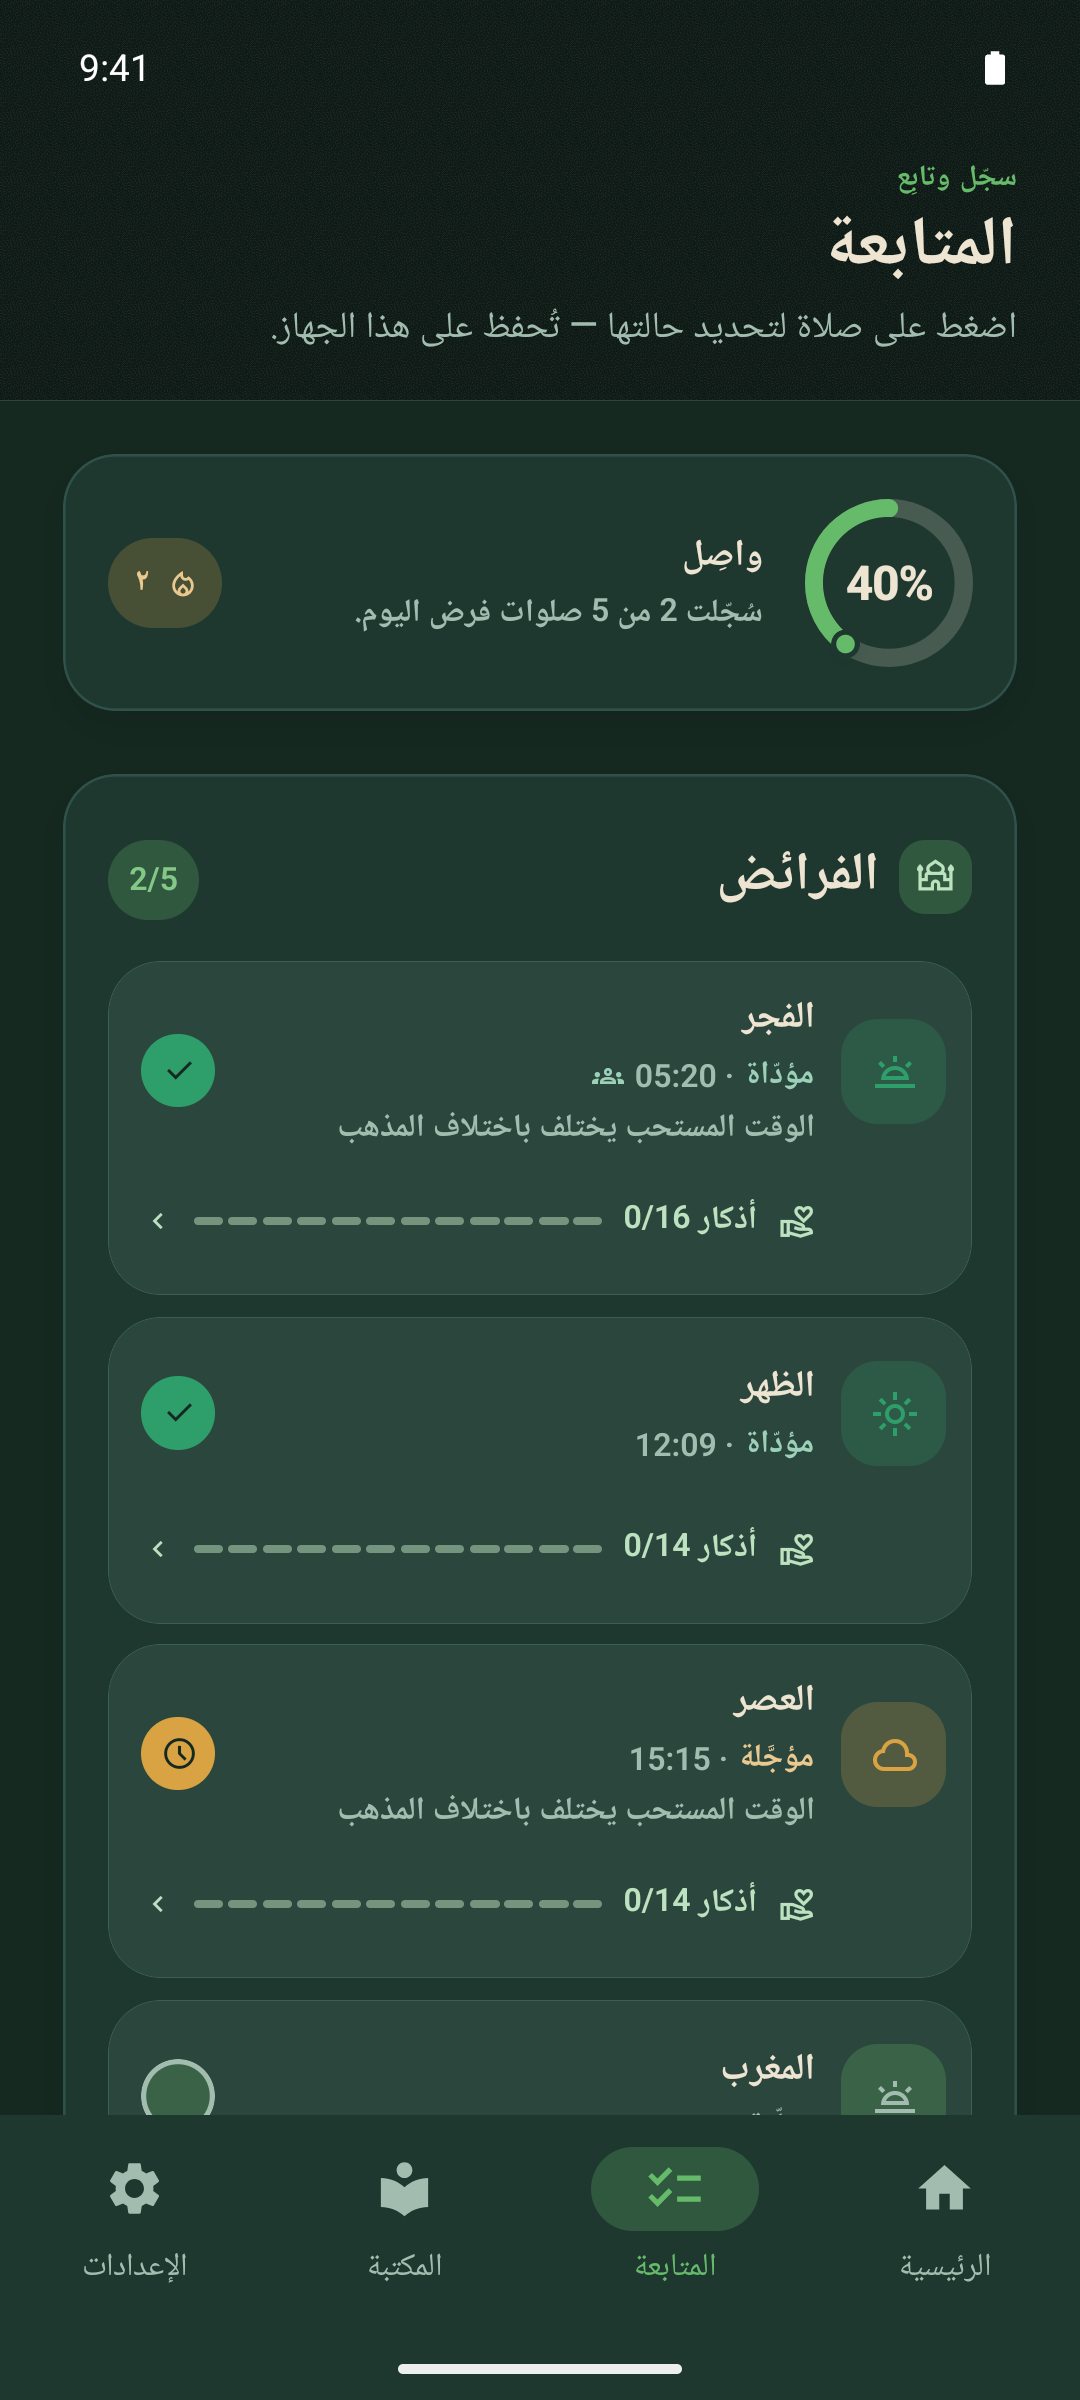 9:41
سجّل وتابِع
المتابعة
اضغط على صلاة لتحديد حالتها — تُحفظ على هذا الجهاز.
40%
واصِل
سُجّلت 2 من 5 صلوات فرض اليوم.
٢
الفرائض
2/5
الفجر
مؤدّاة · 05:20
الوقت المستحب يختلف باختلاف المذهب
أذكار 0/16
الظهر
مؤدّاة · 12:09
أذكار 0/14
العصر
مؤجَّلة · 15:15
الوقت المستحب يختلف باختلاف المذهب
أذكار 0/14
المغرب
الرئيسية
المتابعة
المكتبة
الإعدادات